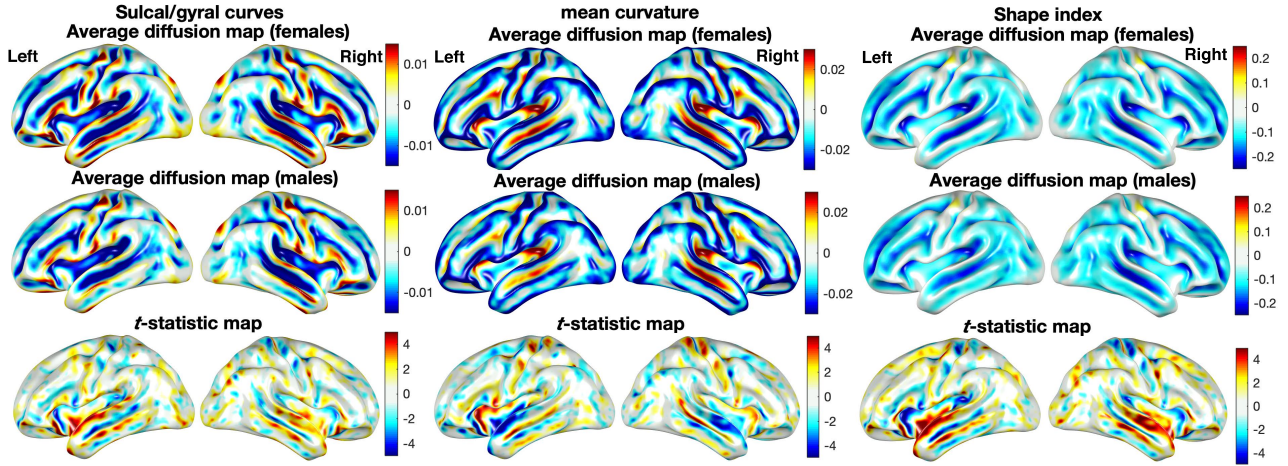 Sulcal/gyral curves
Average diffusion map (females)
Left
Right
0.01
0
-0.01
mean curvature
Average diffusion map (females)
Left
Right
0.02
0
-0.02
Shape index
Average diffusion map (females)
Left
Right
0.2
0.1
0
-0.1
-0.2
Average diffusion map (males)
0.01
0
-0.01
Average diffusion map (males)
0.02
0
-0.02
Average diffusion map (males)
0.2
0.1
0
-0.1
-0.2
t-statistic map
4
2
0
-2
-4
t-statistic map
4
2
0
-2
-4
t-statistic map
4
2
0
-2
-4